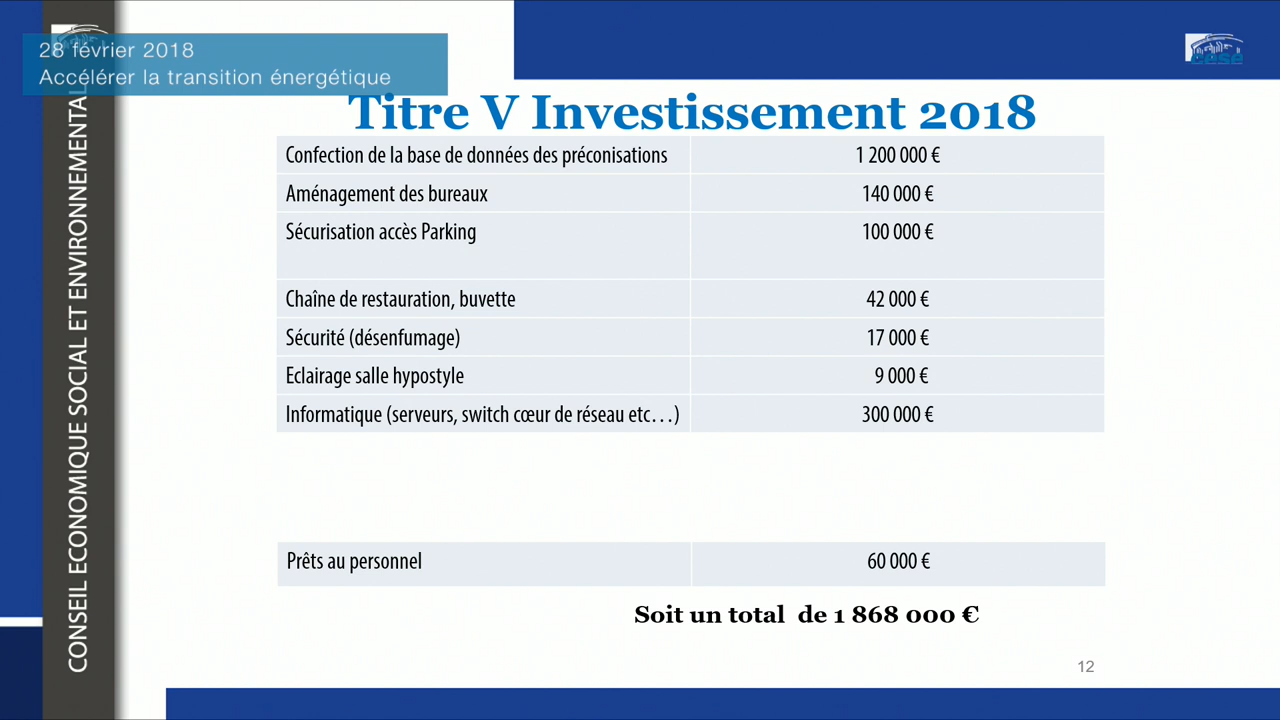 28 février 2018
Accélérer la transition énergétique
cese
CONSEIL ECONOMIQUE SOCIAL ET ENVIRONNEMENTAL
Titre V Investissement 2018
Confection de la base de données des préconisations 1 200 000 €
Aménagement des bureaux 140 000 €
Sécurisation accès Parking 100 000 €
Chaîne de restauration, buvette 42 000 €
Sécurité (désenfumage) 17 000 €
Eclairage salle hypostyle 9 000 €
Informatique (serveurs, switch cœur de réseau etc…) 300 000 €
Prêts au personnel 60 000 €
Soit un total de 1 868 000 €
12